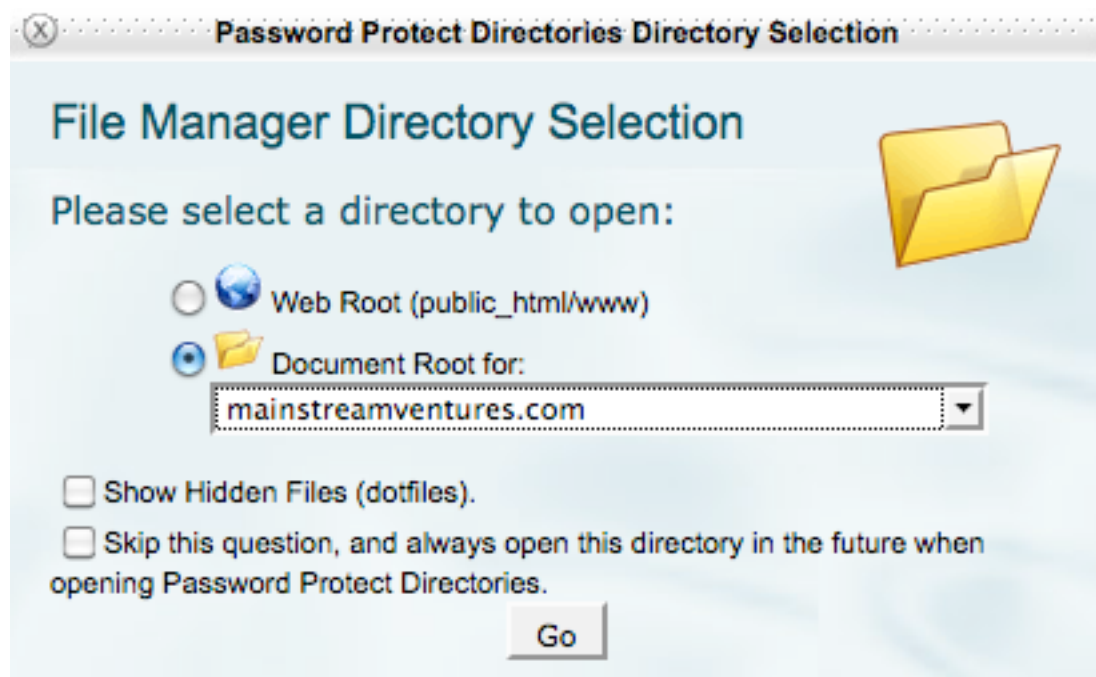 Password Protect Directories Directory Selection
File Manager Directory Selection
Please select a directory to open:
Web Root (public_html/www)
Document Root for:
mainstreamventures.com
Show Hidden Files (dotfiles).
Skip this question, and always open this directory in the future when
opening Password Protect Directories.
Go